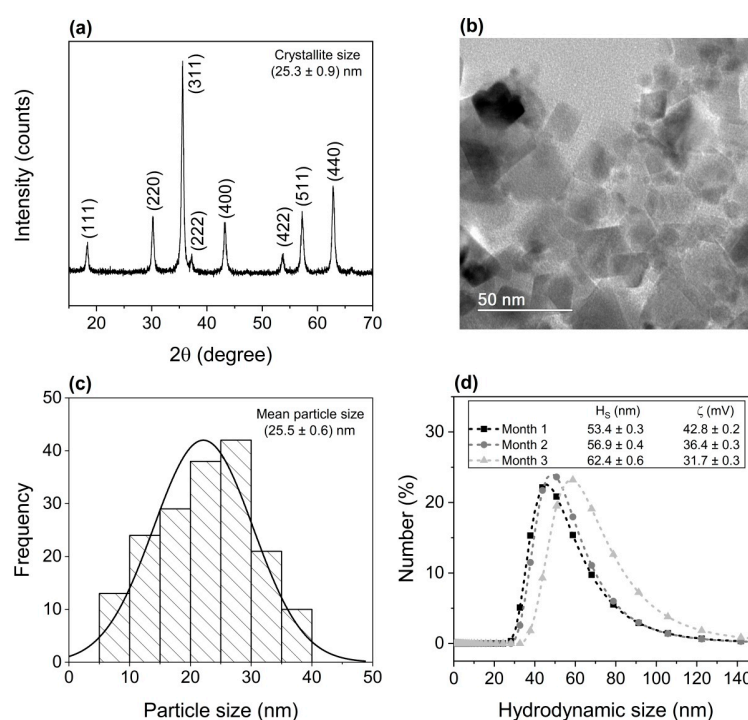 (a)
Crystallite size
(25.3 ± 0.9) nm
(111)
(220)
(311)
(222)
(400)
(422)
(511)
(440)
Intensity (counts)
20 30 40 50 60 70
2θ (degree)
(b)
50 nm
(c)
Mean particle size
(25.5 ± 0.6) nm
50
40
30
20
10
0
Frequency
0 10 20 30 40 50
Particle size (nm)
(d)
H_S (nm) ζ (mV)
Month 1 53.4 ± 0.3 42.8 ± 0.2
Month 2 56.9 ± 0.4 36.4 ± 0.3
Month 3 62.4 ± 0.6 31.7 ± 0.3
30
20
10
0
Number (%)
0 20 40 60 80 100 120 140
Hydrodynamic size (nm)